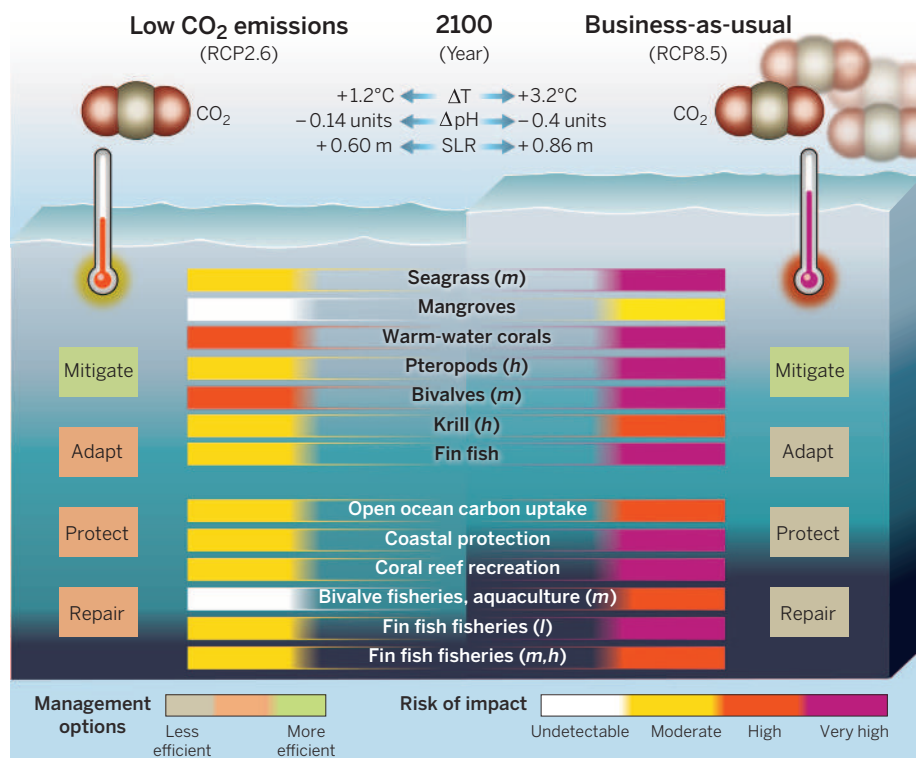 Low CO₂ emissions
(RCP2.6)
2100
(Year)
Business-as-usual
(RCP8.5)
CO₂
+1.2°C ΔT +3.2°C
– 0.14 units ΔpH – 0.4 units
+ 0.60 m SLR + 0.86 m
CO₂
Seagrass (m)
Mangroves
Warm-water corals
Pteropods (h)
Bivalves (m)
Krill (h)
Fin fish
Open ocean carbon uptake
Coastal protection
Coral reef recreation
Bivalve fisheries, aquaculture (m)
Fin fish fisheries (l)
Fin fish fisheries (m,h)
Mitigate
Adapt
Protect
Repair
Mitigate
Adapt
Protect
Repair
Management
options
Less
efficient
More
efficient
Risk of impact
Undetectable Moderate High Very high